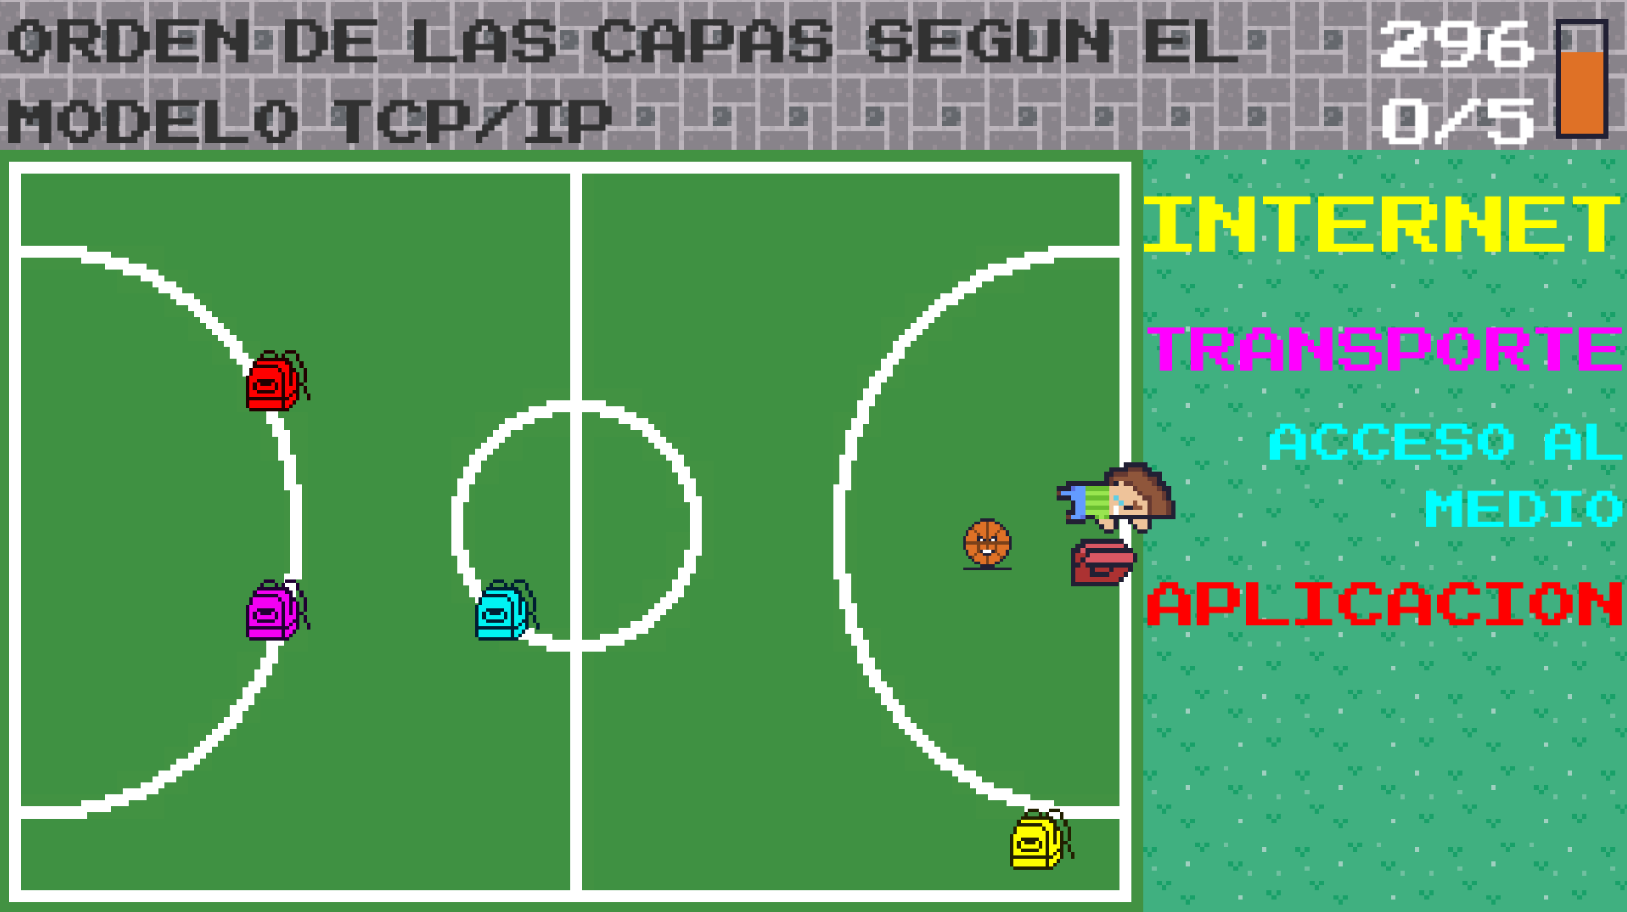 ORDEN DE LAS CAPAS SEGUN EL
MODELO TCP/IP
296
0/5
INTERNET
TRANSPORTE
ACCESO AL
MEDIO
APLICACION